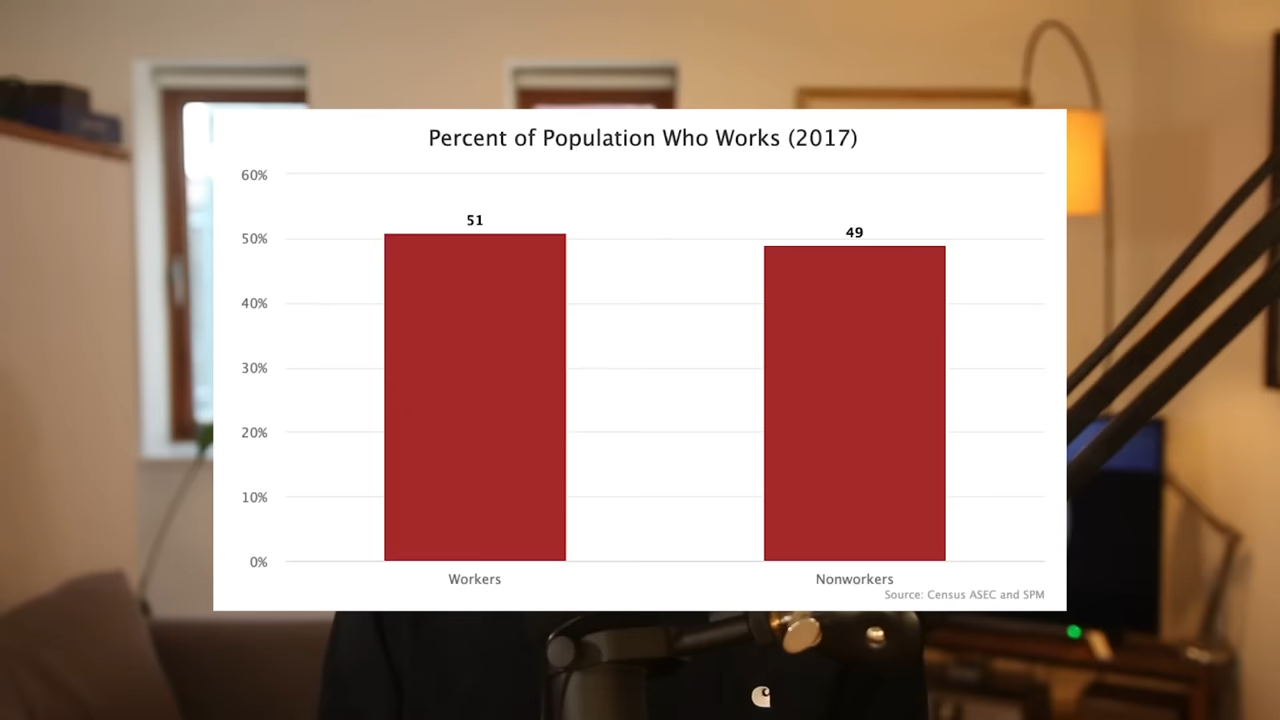 Percent of Population Who Works (2017)
60%
50%
40%
30%
20%
10%
0%
51
49
Workers
Nonworkers
Source: Census ASEC and SPM